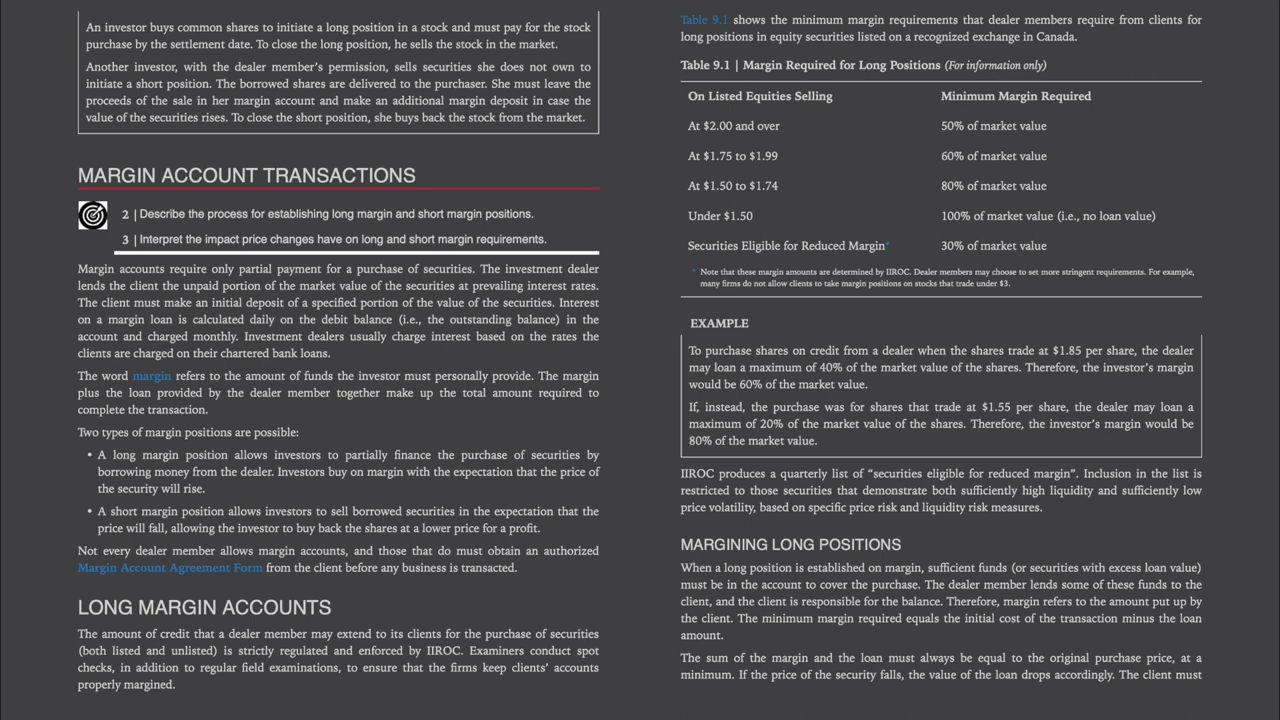 An investor buys common shares to initiate a long position in a stock and must pay for the stock
purchase by the settlement date. To close the long position, he sells the stock in the market.
Another investor, with the dealer member's permission, sells securities she does not own to
initiate a short position. The borrowed shares are delivered to the purchaser. She must leave the
proceeds of the sale in her margin account and make an additional margin deposit in case the
value of the securities rises. To close the short position, she buys back the stock from the market.
MARGIN ACCOUNT TRANSACTIONS
2 | Describe the process for establishing long margin and short margin positions.
3 | Interpret the impact price changes have on long and short margin requirements.
Margin accounts require only partial payment for a purchase of securities. The investment dealer
lends the client the unpaid portion of the market value of the securities at prevailing interest rates.
The client must make an initial deposit of a specified portion of the value of the securities. Interest
on a margin loan is calculated daily on the debit balance (i.e., the outstanding balance) in the
account and charged monthly. Investment dealers usually charge interest based on the rates the
clients are charged on their chartered bank loans.
The word margin refers to the amount of funds the investor must personally provide. The margin
plus the loan provided by the dealer member together make up the total amount required to
complete the transaction.
Two types of margin positions are possible:
• A long margin position allows investors to partially finance the purchase of securities by
borrowing money from the dealer. Investors buy on margin with the expectation that the price of
the security will rise.
• A short margin position allows investors to sell borrowed securities in the expectation that the
price will fall, allowing the investor to buy back the shares at a lower price for a profit.
Not every dealer member allows margin accounts, and those that do must obtain an authorized
Margin Account Agreement Form from the client before any business is transacted.
LONG MARGIN ACCOUNTS
The amount of credit that a dealer member may extend to its clients for the purchase of securities
(both listed and unlisted) is strictly regulated and enforced by IIROC. Examiners conduct spot
checks, in addition to regular field examinations, to ensure that the firms keep clients' accounts
properly margined.
Table 9.1 shows the minimum margin requirements that dealer members require from clients for
long positions in equity securities listed on a recognized exchange in Canada.
Table 9.1 | Margin Required for Long Positions (For information only)
On Listed Equities Selling Minimum Margin Required
At $2.00 and over 50% of market value
At $1.75 to $1.99 60% of market value
At $1.50 to $1.74 80% of market value
Under $1.50 100% of market value (i.e., no loan value)
Securities Eligible for Reduced Margin* 30% of market value
* Note that these margin amounts are determined by IIROC. Dealer members may choose to set more stringent requirements. For example,
many firms do not allow clients to take margin positions on stocks that trade under $3.
EXAMPLE
To purchase shares on credit from a dealer when the shares trade at $1.85 per share, the dealer
may loan a maximum of 40% of the market value of the shares. Therefore, the investor's margin
would be 60% of the market value.
If, instead, the purchase was for shares that trade at $1.55 per share, the dealer may loan a
maximum of 20% of the market value of the shares. Therefore, the investor's margin would be
80% of the market value.
IIROC produces a quarterly list of "securities eligible for reduced margin". Inclusion in the list is
restricted to those securities that demonstrate both sufficiently high liquidity and sufficiently low
price volatility, based on specific price risk and liquidity risk measures.
MARGINING LONG POSITIONS
When a long position is established on margin, sufficient funds (or securities with excess loan value)
must be in the account to cover the purchase. The dealer member lends some of these funds to the
client, and the client is responsible for the balance. Therefore, margin refers to the amount put up by
the client. The minimum margin required equals the initial cost of the transaction minus the loan
amount.
The sum of the margin and the loan must always be equal to the original purchase price, at a
minimum. If the price of the security falls, the value of the loan drops accordingly. The client must